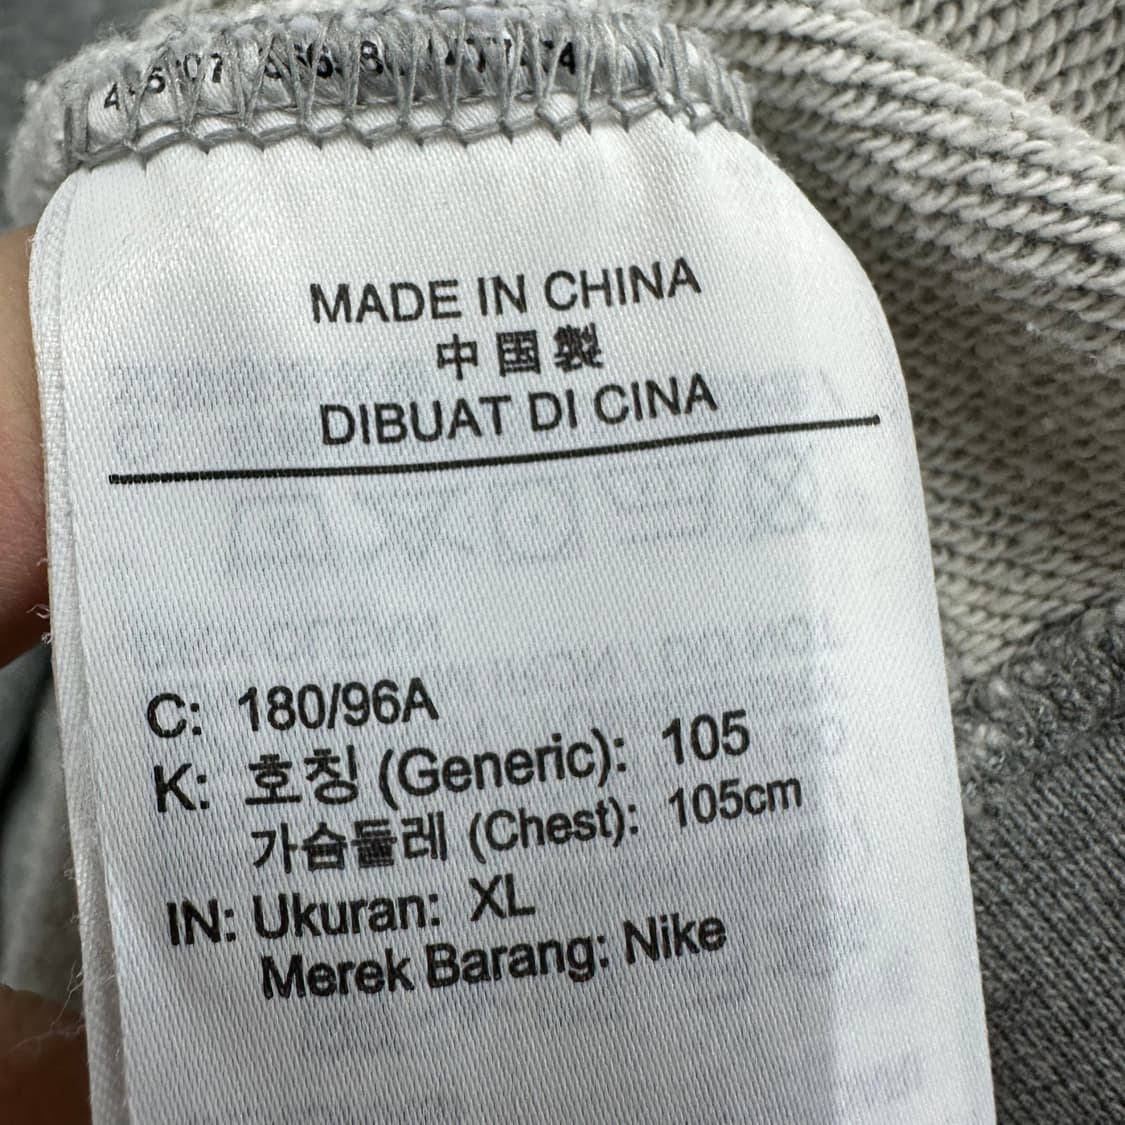 MADE IN CHINA
中国製
DIBUAT DI CINA
C: 180/96A
K: 호칭 (Generic): 105
가슴둘레 (Chest): 105cm
IN: Ukuran: XL
Merek Barang: Nike